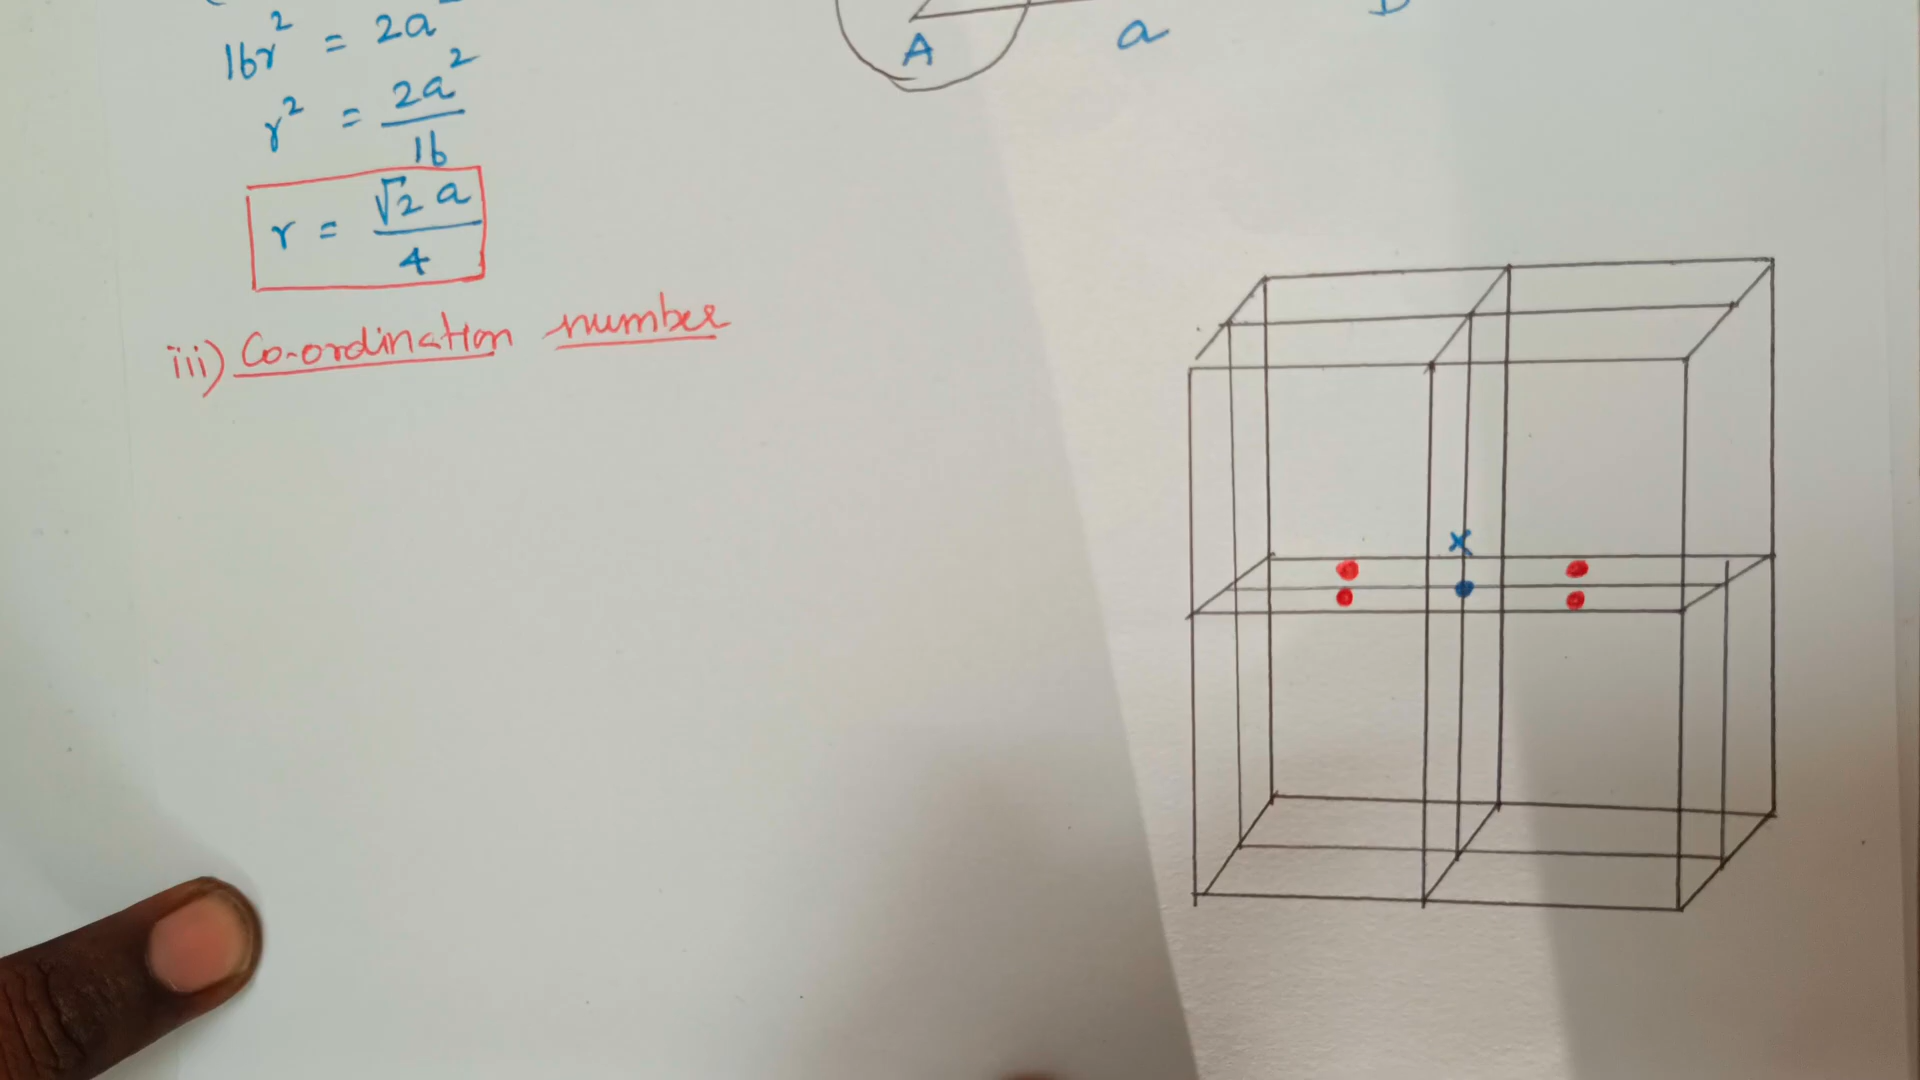 16r² = 2a²
r² = 2a²/16
r = √2 a/4
iii) Co-ordination number
A
a
x